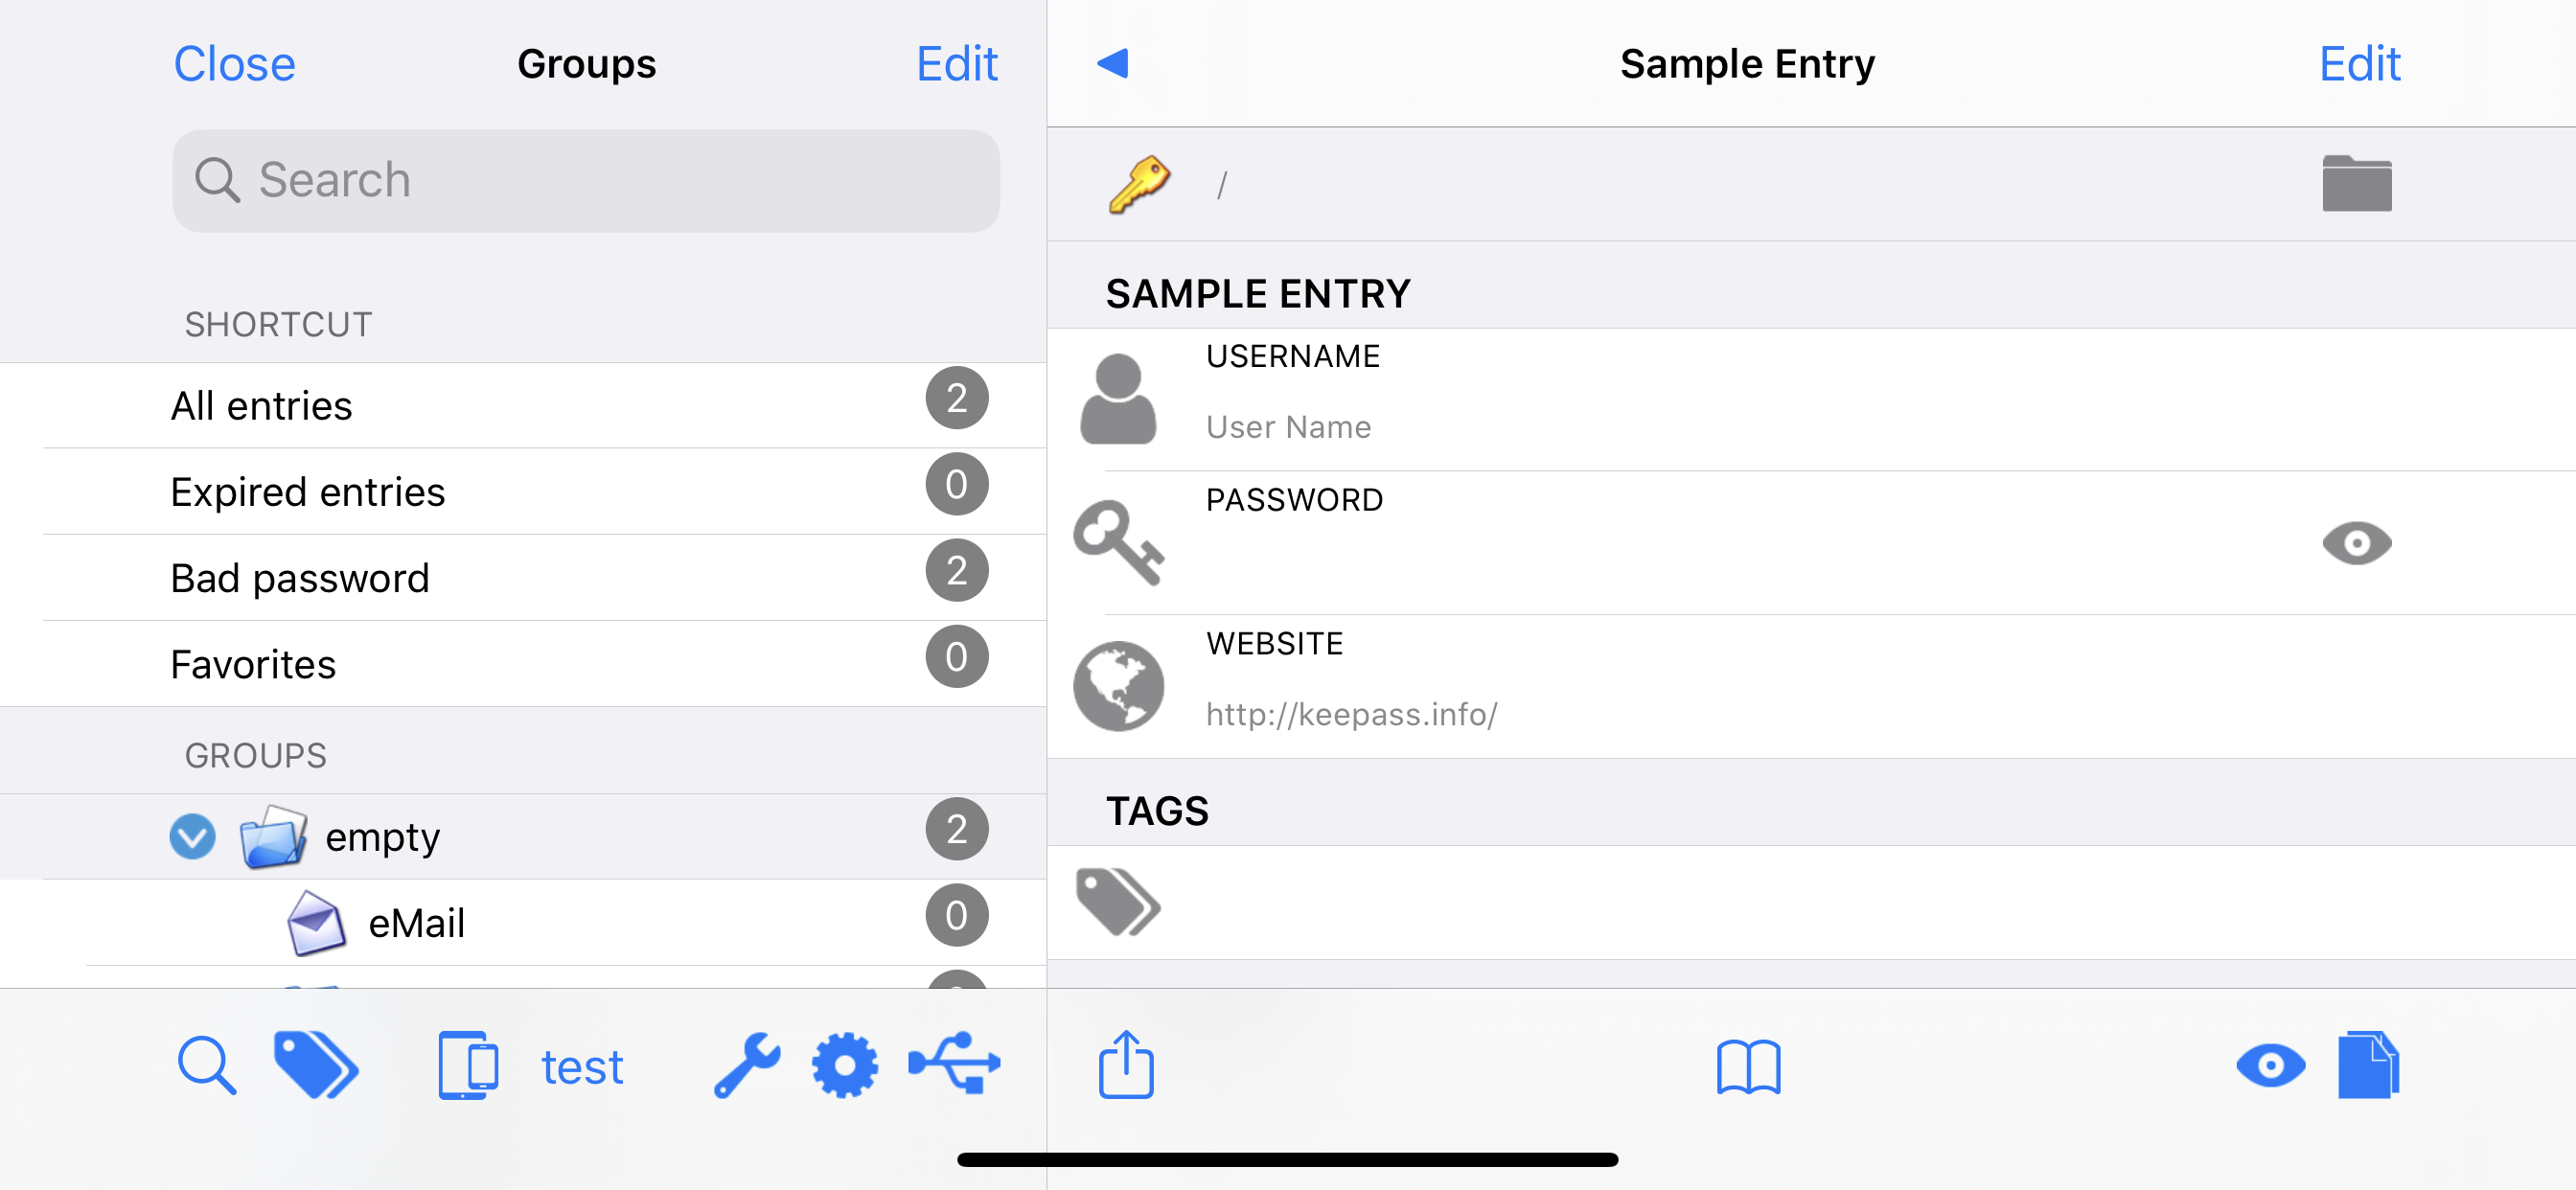 Close
Groups
Edit
Search
SHORTCUT
All entries
2
Expired entries
0
Bad password
2
Favorites
0
GROUPS
empty
2
eMail
0
test
Sample Entry
Edit
/
SAMPLE ENTRY
USERNAME
User Name
PASSWORD
WEBSITE
http://keepass.info/
TAGS